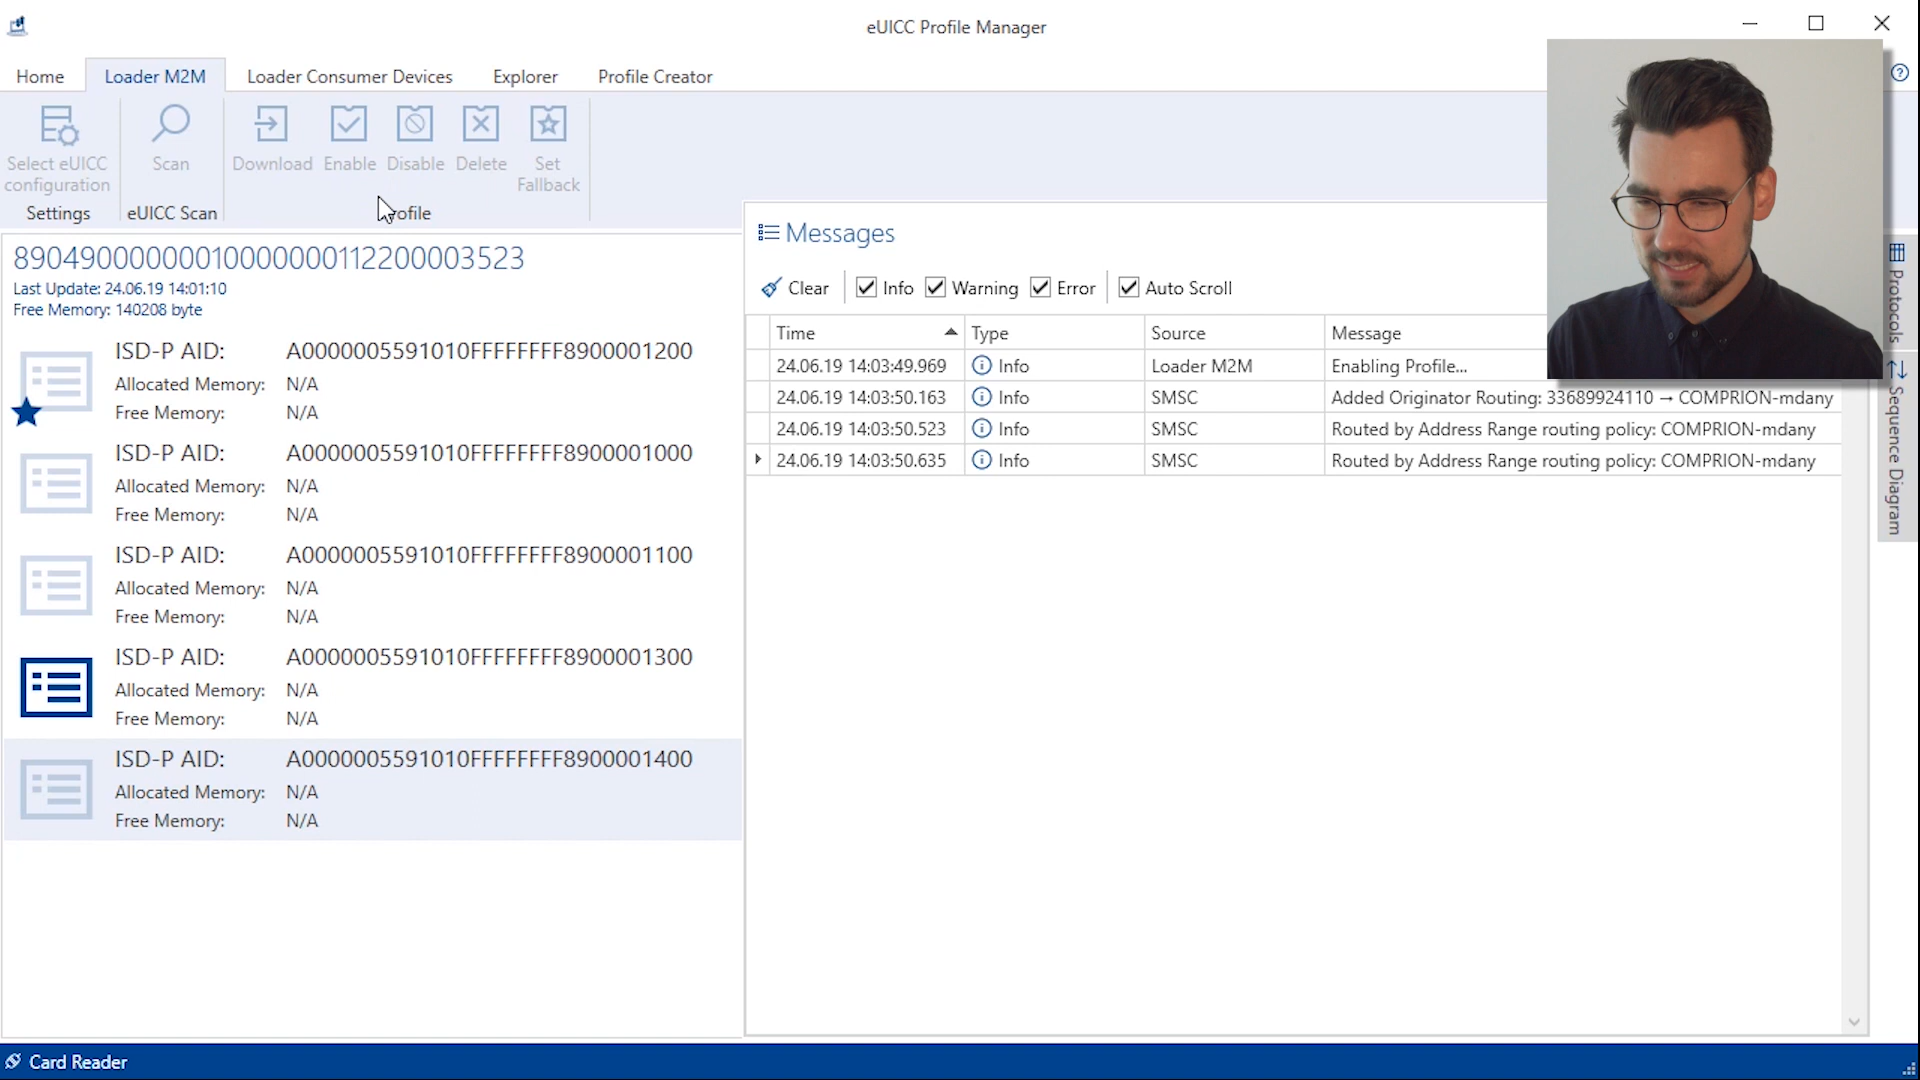 eUICC Profile Manager
Home
Loader M2M
Loader Consumer Devices
Explorer
Profile Creator
Select eUICC
configuration
Scan
Download
Enable
Disable
Delete
Set
Fallback
Settings
eUICC Scan
rofile
89049000000001000000112200003523
Last Update: 24.06.19 14:01:10
Free Memory: 140208 byte
ISD-P AID: A0000005591010FFFFFFFF8900001200
Allocated Memory: N/A
Free Memory: N/A
ISD-P AID: A0000005591010FFFFFFFF8900001000
Allocated Memory: N/A
Free Memory: N/A
ISD-P AID: A0000005591010FFFFFFFF8900001100
Allocated Memory: N/A
Free Memory: N/A
ISD-P AID: A0000005591010FFFFFFFF8900001300
Allocated Memory: N/A
Free Memory: N/A
ISD-P AID: A0000005591010FFFFFFFF8900001400
Allocated Memory: N/A
Free Memory: N/A
Messages
Clear
Info
Warning
Error
Auto Scroll
Time Type Source Message
24.06.19 14:03:49.969 Info Loader M2M Enabling Profile...
24.06.19 14:03:50.163 Info SMSC Added Originator Routing: 33689924110 → COMPRION-mdany
24.06.19 14:03:50.523 Info SMSC Routed by Address Range routing policy: COMPRION-mdany
24.06.19 14:03:50.635 Info SMSC Routed by Address Range routing policy: COMPRION-mdany
Protocols
Sequence Diagram
Card Reader